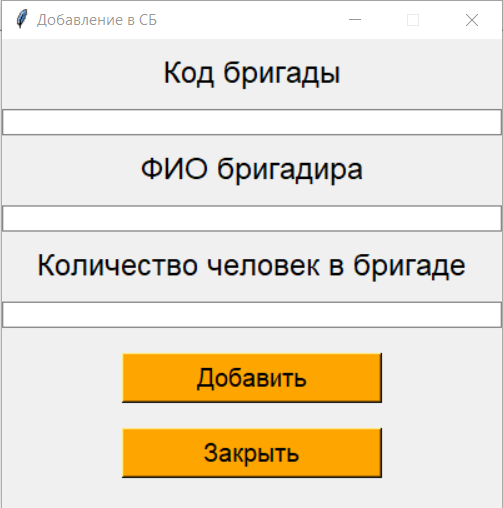 Добавление в СБ
Код бригады
ФИО бригадира
Количество человек в бригаде
Добавить
Закрыть